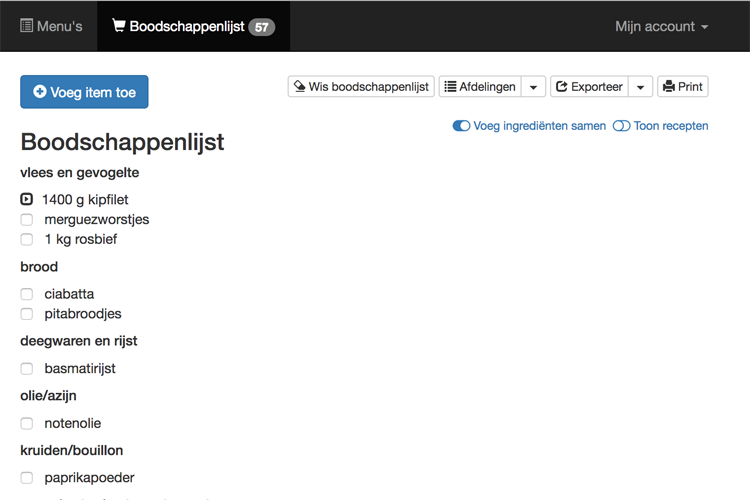 Menu's Boodschappenlijst 57 Mijn account
Voeg item toe Wis boodschappenlijst Afdelingen Exporteer Print
Voeg ingrediënten samen Toon recepten
Boodschappenlijst
vlees en gevogelte
1400 g kipfilet
merguezworstjes
1 kg rosbief
brood
ciabatta
pitabroodjes
deegwaren en rijst
basmatirijst
olie/azijn
notenolie
kruiden/bouillon
paprikapoeder